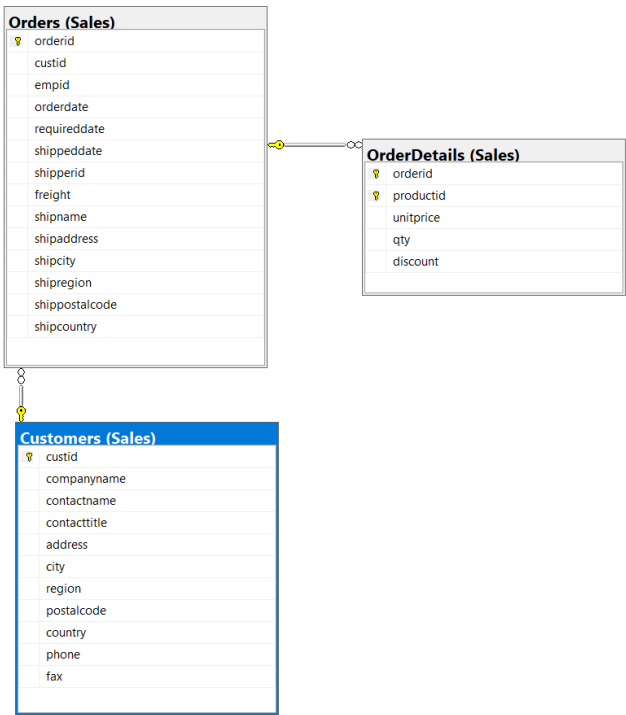 Orders (Sales)
orderid
custid
empid
orderdate
requireddate
shippeddate
shipperid
freight
shipname
shipaddress
shipcity
shipregion
shippostalcode
shipcountry
OrderDetails (Sales)
orderid
productid
unitprice
qty
discount
Customers (Sales)
custid
companyname
contactname
contacttitle
address
city
region
postalcode
country
phone
fax